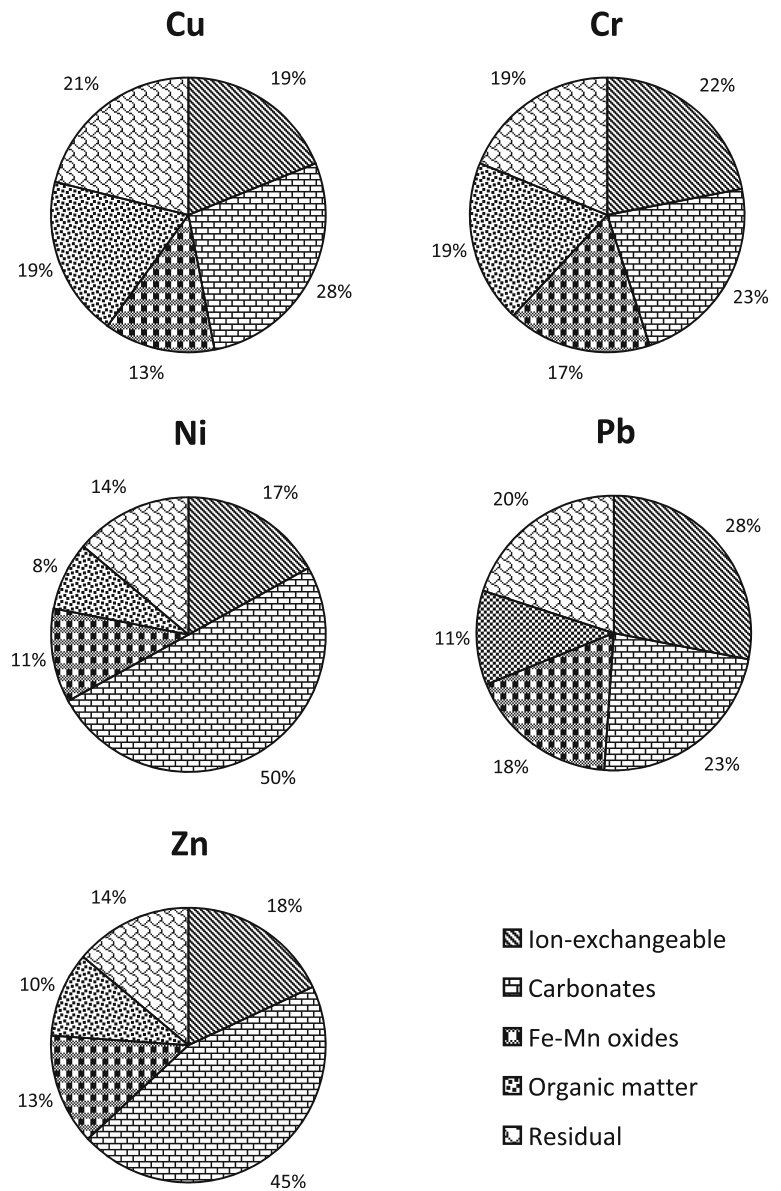 Cu
21%
19%
19%
28%
13%
Cr
19%
22%
19%
23%
17%
Ni
14%
17%
8%
11%
50%
Pb
20%
28%
11%
18%
23%
Zn
14%
18%
10%
13%
45%
Ion-exchangeable
Carbonates
Fe-Mn oxides
Organic matter
Residual